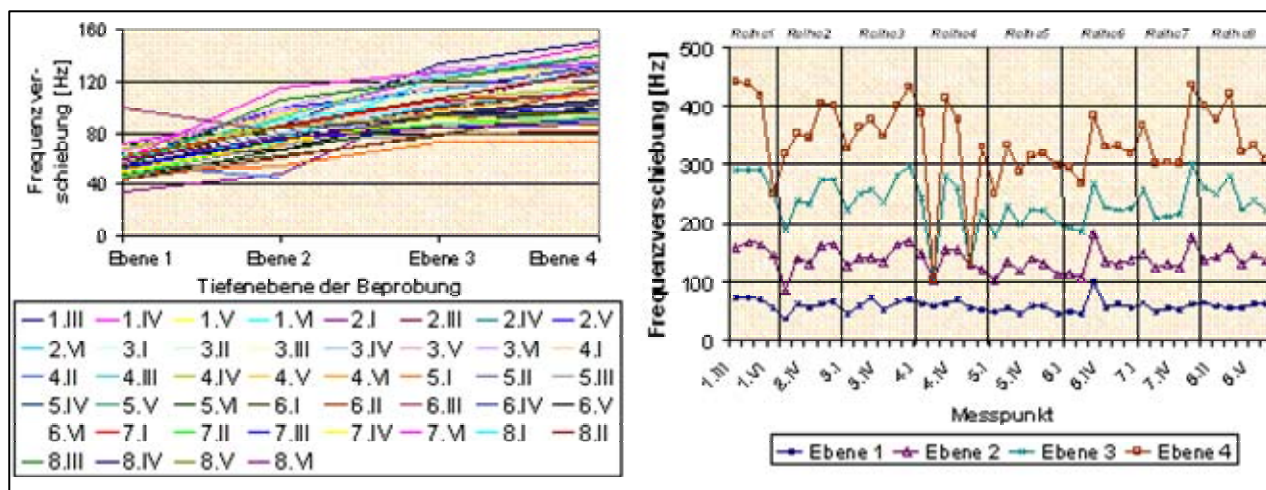 Frequenzver-
schiebung [Hz]
160
120
80
40
0
Ebene 1 Ebene 2 Ebene 3 Ebene 4
Tiefenebene der Beprobung
1.III 1.IV 1.V 1.VI 2.I 2.III 2.IV 2.V
2.VI 3.I 3.II 3.III 3.IV 3.V 3.VI 4.I
4.II 4.III 4.IV 4.V 4.VI 5.I 5.II 5.III
5.IV 5.V 5.VI 6.I 6.II 6.III 6.IV 6.V
6.VI 7.I 7.II 7.III 7.IV 7.VI 8.I 8.II
8.III 8.IV 8.V 8.VI
Reihe1 Reihe2 Reihe3 Reihe4 Reihe5 Reihe6 Reihe7 Reihe8
Frequenzverschiebung [Hz]
500
400
300
200
100
0
1.III 1.VI 2.IV 3.I 3.IV 4.I 4.IV 5.I 5.IV 6.I 6.IV 7.I 7.IV 8.II 8.V
Messpunkt
Ebene 1 Ebene 2 Ebene 3 Ebene 4